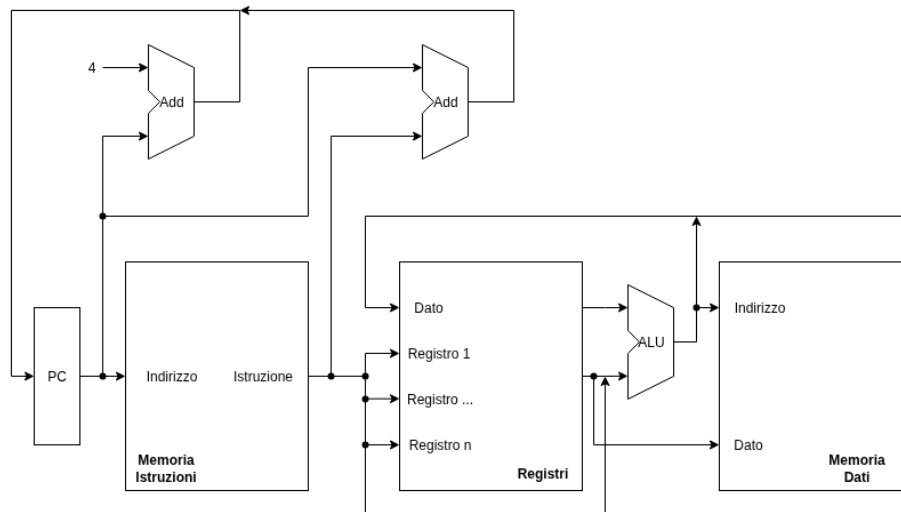 4
Add
Add
Dato
Indirizzo
ALU
Registro 1
PC
Indirizzo
Istruzione
Registro ...
Registro n
Dato
Memoria
Istruzioni
Registri
Memoria
Dati